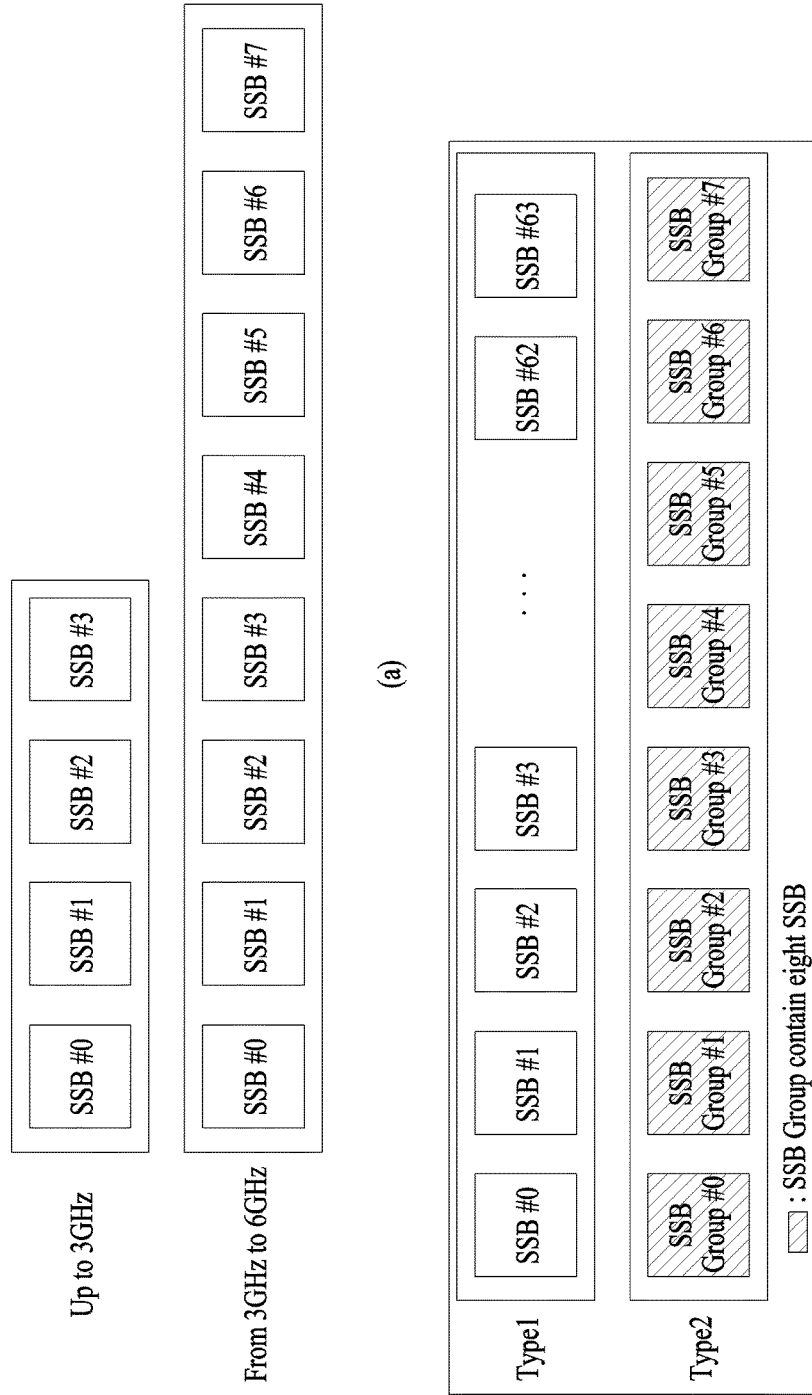 Up to 3GHz
SSB #0
SSB #1
SSB #2
SSB #3
From 3GHz to 6GHz
SSB #0
SSB #1
SSB #2
SSB #3
SSB #4
SSB #5
SSB #6
SSB #7
(a)
Type1
SSB #0
SSB #1
SSB #2
SSB #3
. . .
SSB #62
SSB #63
Type2
SSB
Group #0
SSB
Group #1
SSB
Group #2
SSB
Group #3
SSB
Group #4
SSB
Group #5
SSB
Group #6
SSB
Group #7
: SSB Group contain eight SSB